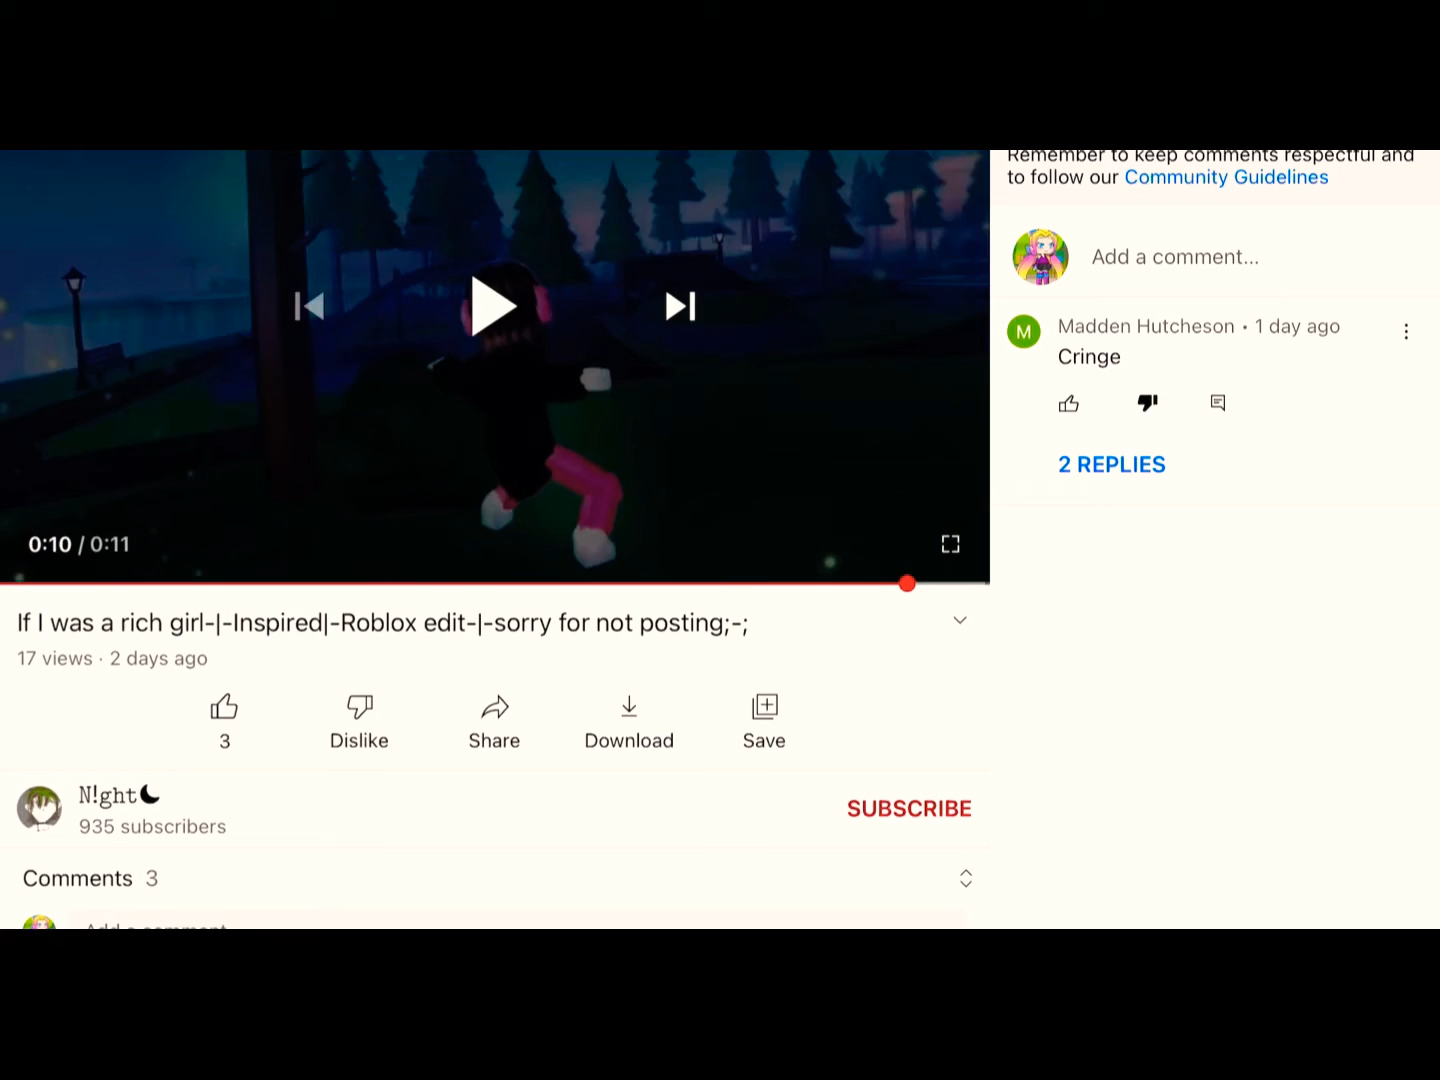 0:10 / 0:11
If I was a rich girl-|-Inspired|-Roblox edit-|-sorry for not posting;-;
17 views · 2 days ago
3
Dislike
Share
Download
Save
N!ght
935 subscribers
SUBSCRIBE
Comments 3
Add a comment...
Remember to keep comments respectful and
to follow our Community Guidelines
Add a comment...
M
Madden Hutcheson • 1 day ago
Cringe
2 REPLIES